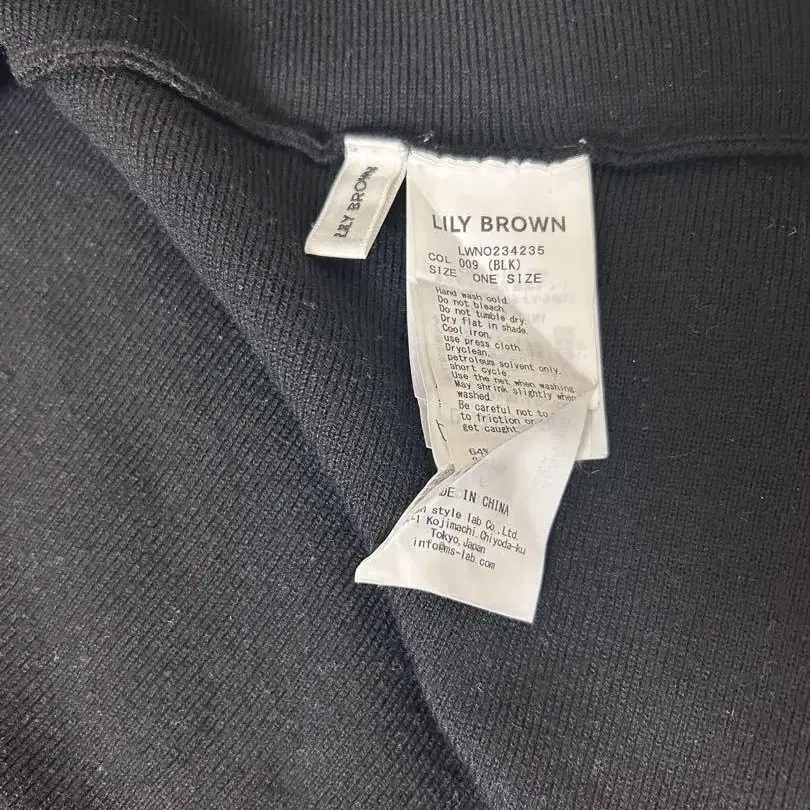 LILY BROWN
LILY BROWN
LWNO234235
COL 009 (BLK)
SIZE ONE SIZE
Hand wash cold.
Do not bleach.
Do not tumble dry.
Dry flat in shade.
Cool iron.
use press cloth.
Dryclean.
petroleum solvent only.
short cycle
Use the net when washing
May shrink slightly when
washed.
Be careful not to
to friction or
get caught.
64%
DE IN CHINA
style lab Co.,Ltd.
-1 Kojimachi,Chiyoda-ku
Tokyo,Japan
info@ms-lab.com